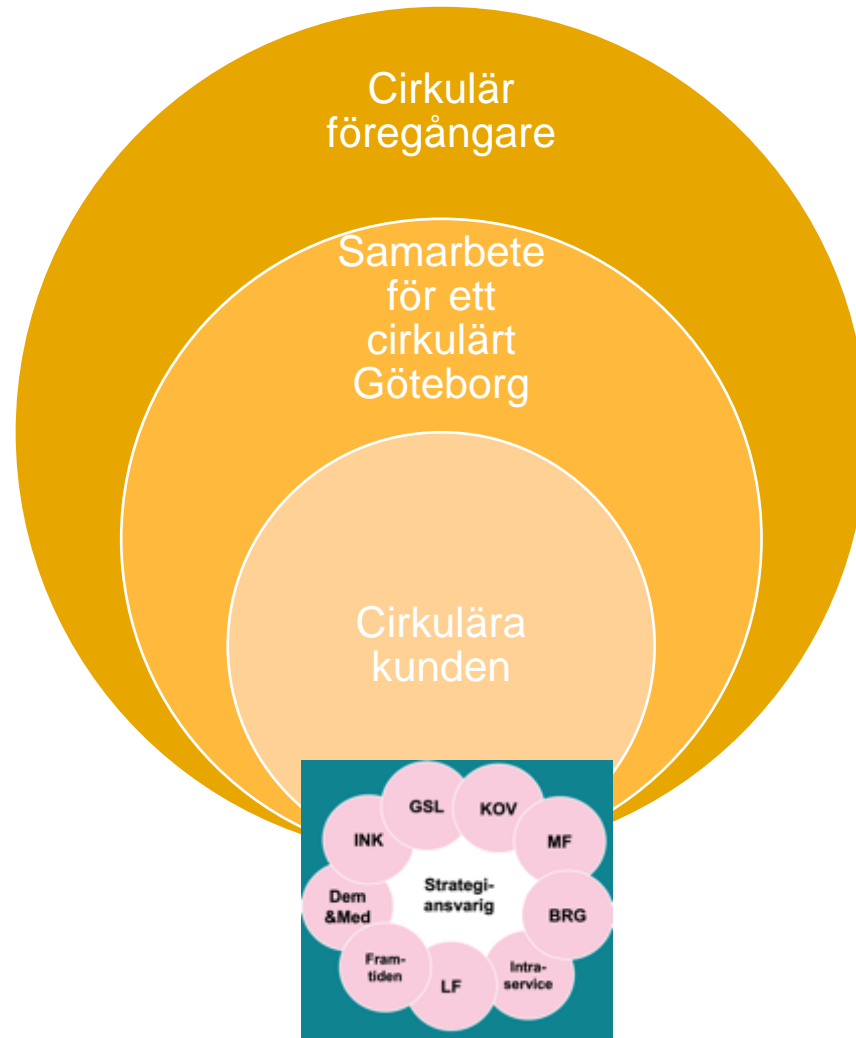 Cirkulär
föregångare
Samarbete
för ett
cirkulärt
Göteborg
Cirkulära
kunden
GSL
KOV
INK
MF
Strategi-
ansvarig
Dem
&Med
BRG
Fram-
tiden
LF
Intra-
service